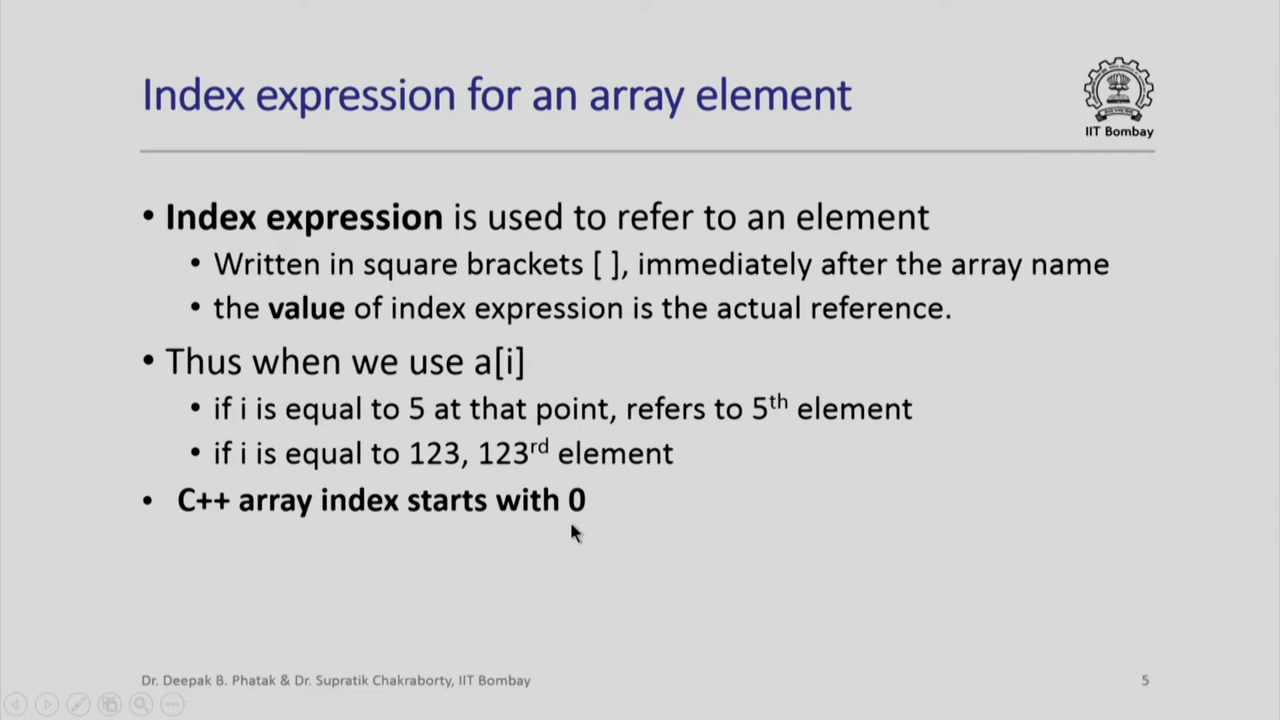 Index expression for an array element
IIT Bombay
• Index expression is used to refer to an element
• Written in square brackets [ ], immediately after the array name
• the value of index expression is the actual reference.
• Thus when we use a[i]
• if i is equal to 5 at that point, refers to 5th element
• if i is equal to 123, 123rd element
• C++ array index starts with 0
Dr. Deepak B. Phatak & Dr. Supratik Chakraborty, IIT Bombay
5